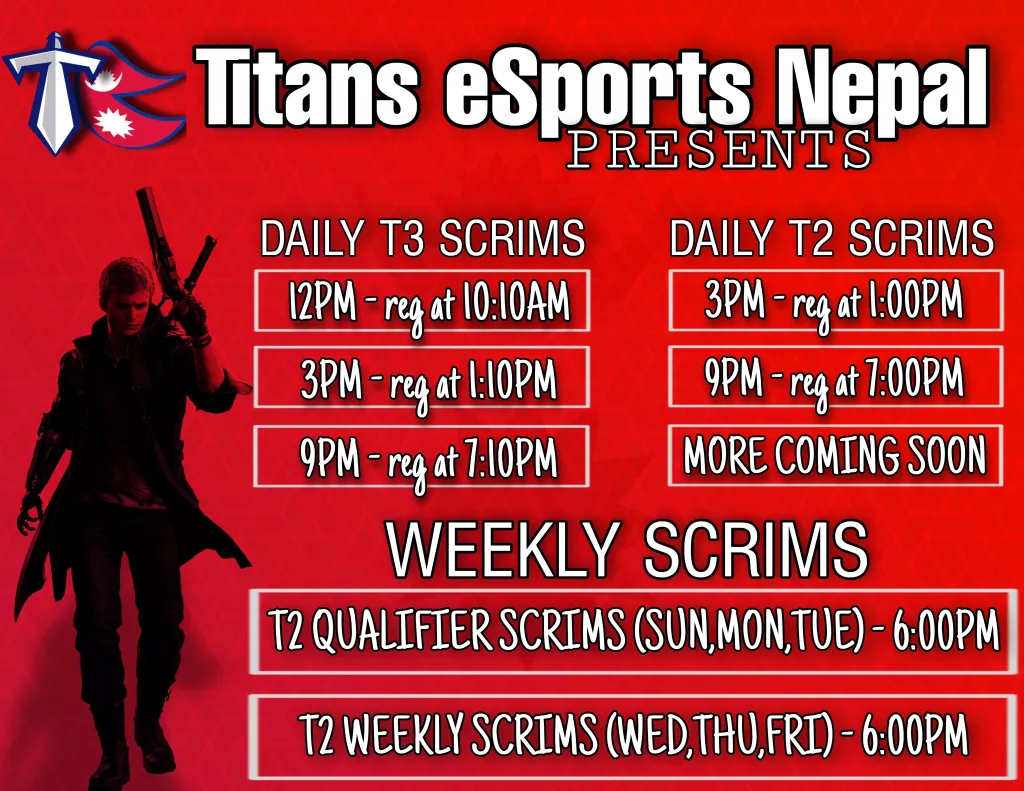 Titans eSports Nepal
PRESENTS
DAILY T3 SCRIMS
12PM - reg at 10:10AM
3PM - reg at 1:10PM
9PM - reg at 7:10PM
DAILY T2 SCRIMS
3PM - reg at 1:00PM
9PM - reg at 7:00PM
MORE COMING SOON
WEEKLY SCRIMS
T2 QUALIFIER SCRIMS (SUN,MON,TUE) - 6:00PM
T2 WEEKLY SCRIMS (WED,THU,FRI) - 6:00PM